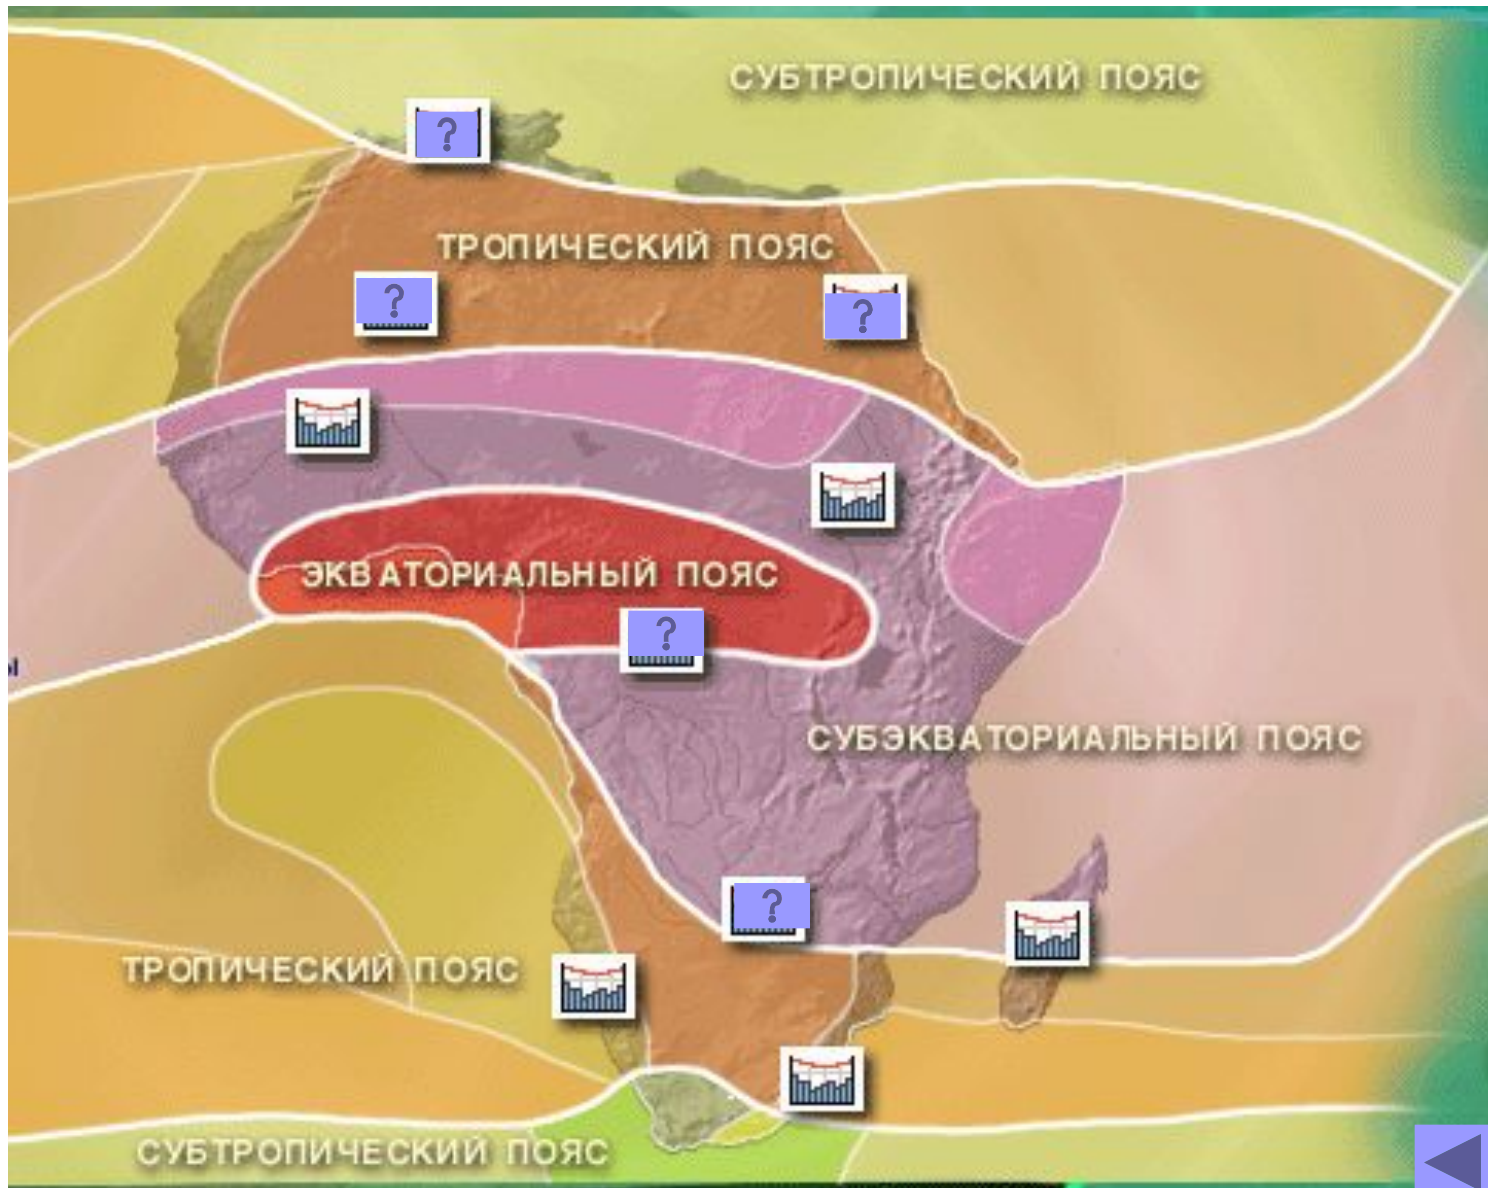 СУБТРОПИЧЕСКИЙ ПОЯС
?
ТРОПИЧЕСКИЙ ПОЯС
?
?
ЭКВАТОРИАЛЬНЫЙ ПОЯС
?
ы
СУБЭКВАТОРИАЛЬНЫЙ ПОЯС
?
ТРОПИЧЕСКИЙ ПОЯС
СУБТРОПИЧЕСКИЙ ПОЯС